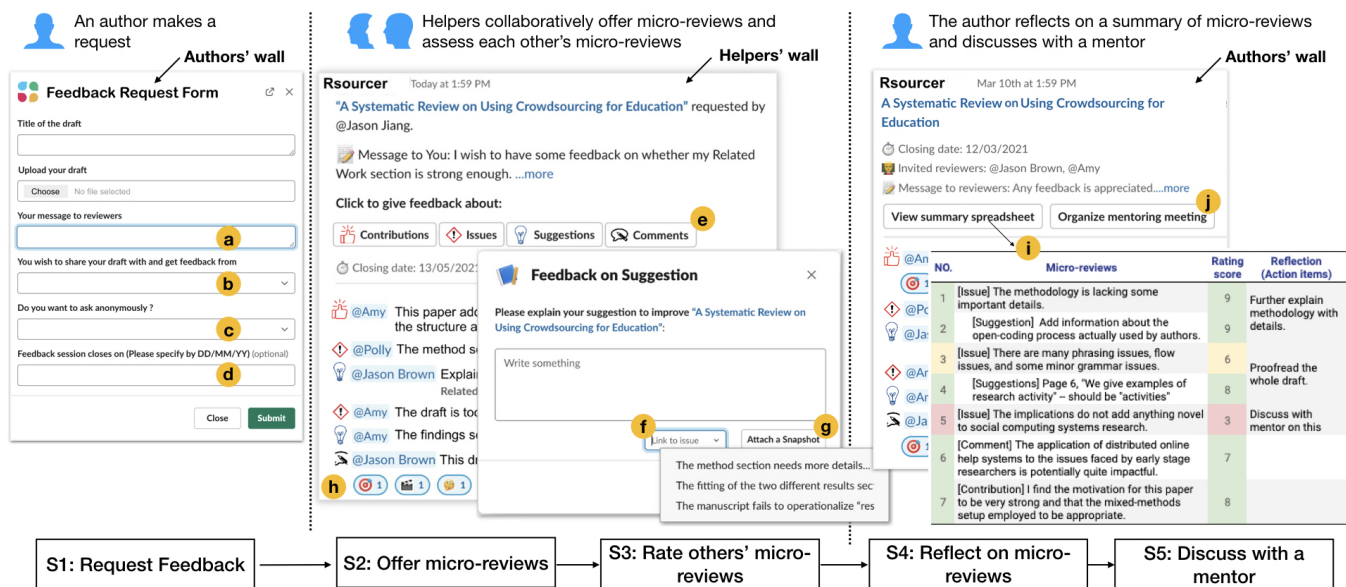 An author makes a
request
Authors’ wall
Feedback Request Form
Title of the draft
Upload your draft
Choose No file selected
Your message to reviewers
a
You wish to share your draft with and get feedback from
b
Do you want to ask anonymously ?
c
Feedback session closes on (Please specify by DD/MM/YY) (optional)
d
Close Submit
Helpers collaboratively offer micro-reviews and
assess each other’s micro-reviews
Helpers’ wall
Rsourcer Today at 1:59 PM
“A Systematic Review on Using Crowdsourcing for Education” requested by
@Jason Jiang.
Message to You: I wish to have some feedback on whether my Related
Work section is strong enough. ...more
Click to give feedback about:
e
Contributions Issues Suggestions Comments
Closing date: 13/05/2021
@Amy This paper add
the structure a
@Polly The method s
@Jason Brown Explai
Related
@Amy The draft is too
@Amy The findings s
@Jason Brown This dr
h 1 1 1
Feedback on Suggestion
Please explain your suggestion to improve “A Systematic Review on
Using Crowdsourcing for Education”:
Write something
f g
Link to issue Attach a Snapshot
The method section needs more details...
The fitting of the two different results sec
The manuscript fails to operationalize “res
The author reflects on a summary of micro-reviews
and discusses with a mentor
Authors’ wall
Rsourcer Mar 10th at 1:59 PM
A Systematic Review on Using Crowdsourcing for
Education
Closing date: 12/03/2021
Invited reviewers: @Jason Brown, @Amy
Message to reviewers: Any feedback is appreciated....more
j
View summary spreadsheet Organize mentoring meeting
i
@Am
1
@Po
@Ja
@Ar
@Ar
@Ja
1
NO. Micro-reviews Rating score Reflection (Action items)
1 [Issue] The methodology is lacking some
important details.
9
Further explain
methodology with
details.
2 [Suggestion] Add information about the
open-coding process actually used by authors.
9
3 [Issue] There are many phrasing issues, flow
issues, and some minor grammar issues.
6
Proofread the
whole draft.
4 [Suggestions] Page 6, “We give examples of
research activity” – should be “activities”
8
5 [Issue] The implications do not add anything novel
to social computing systems research.
3
Discuss with
mentor on this
6 [Comment] The application of distributed online
help systems to the issues faced by early stage
researchers is potentially quite impactful.
7
7 [Contribution] I find the motivation for this paper
to be very strong and that the mixed-methods
setup employed to be appropriate.
8
S1: Request Feedback
S2: Offer micro-reviews
S3: Rate others’ micro-
reviews
S4: Reflect on micro-
reviews
S5: Discuss with a
mentor